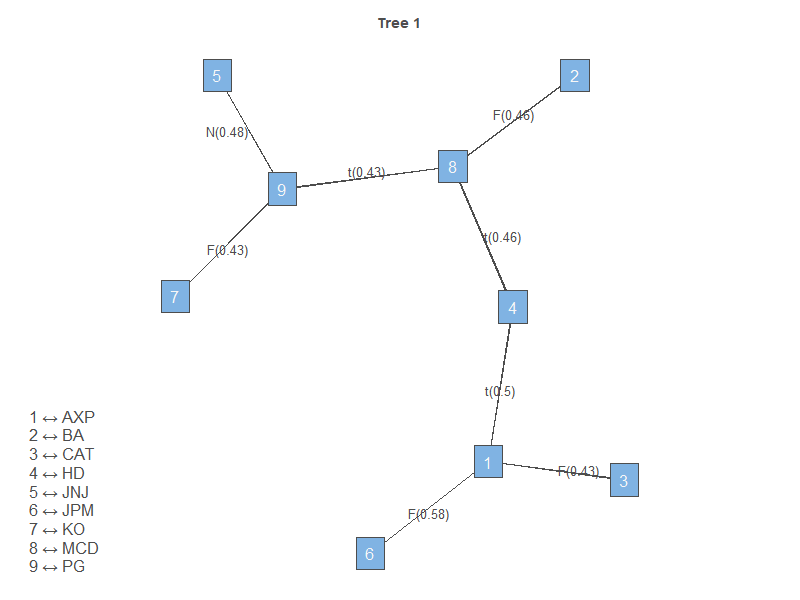 Tree 1
5
2
F(0.46)
N(0.48)
8
t(0.43)
9
t(0.46)
F(0.43)
7
4
t(0.5)
1
F(0.43)
3
F(0.58)
6
1 ↔ AXP
2 ↔ BA
3 ↔ CAT
4 ↔ HD
5 ↔ JNJ
6 ↔ JPM
7 ↔ KO
8 ↔ MCD
9 ↔ PG